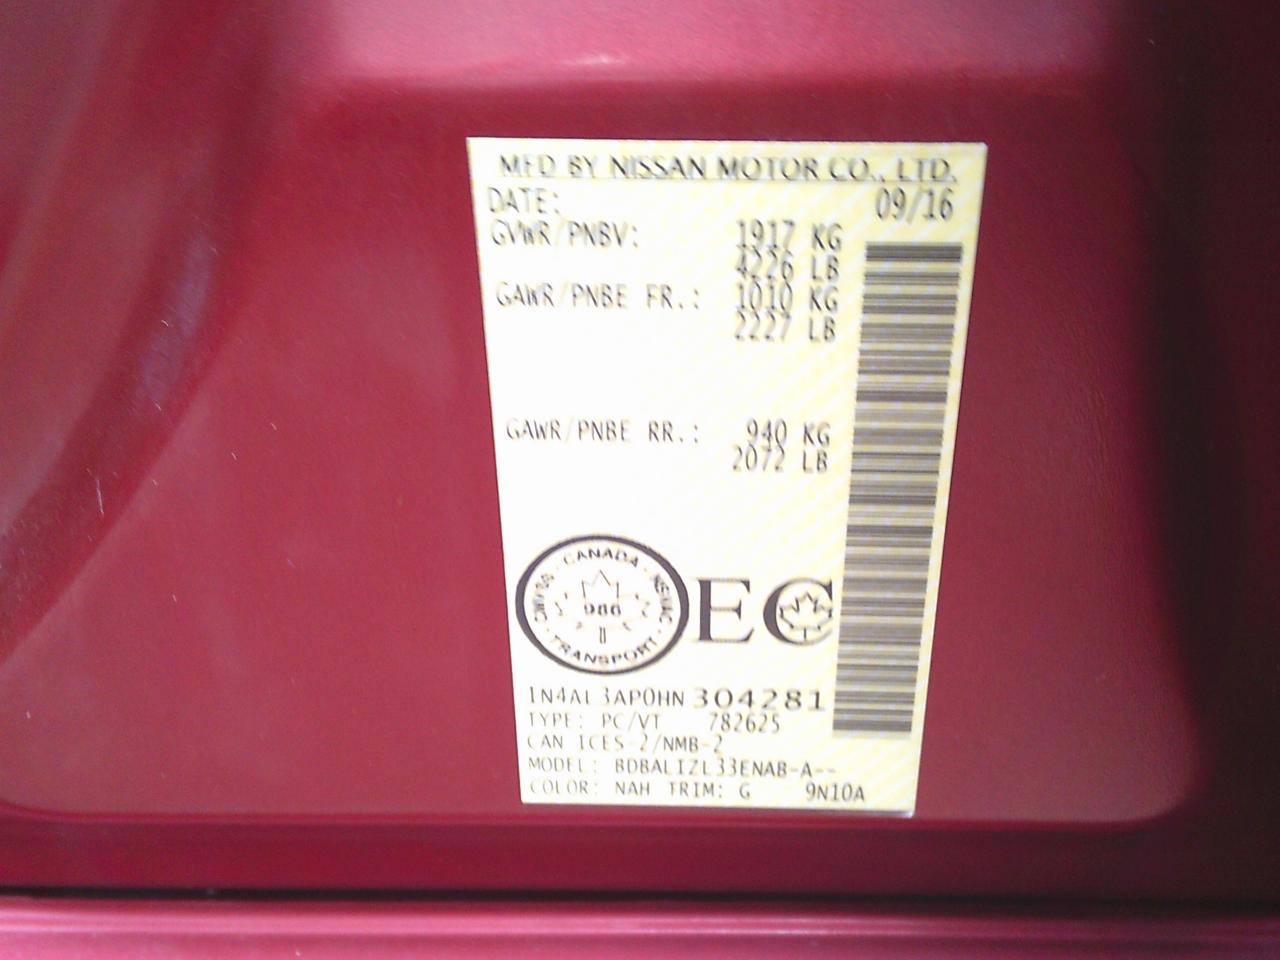 MFD BY NISSAN MOTOR CO., LTD.
DATE: 09/16
GVWR/PNBV: 1917 KG
4226 LB
GAWR/PNBE FR.: 1010 KG
2227 LB
GAWR/PNBE RR.: 940 KG
2072 LB
CANADA
TRANSPORT
EC
1N4AL3AP0HN304281
TYPE: PC/VT 782625
CAN ICES-2/NMB-2
MODEL: BDBALIZL33ENAB-A--
COLOR: NAH TRIM: G 9N10A